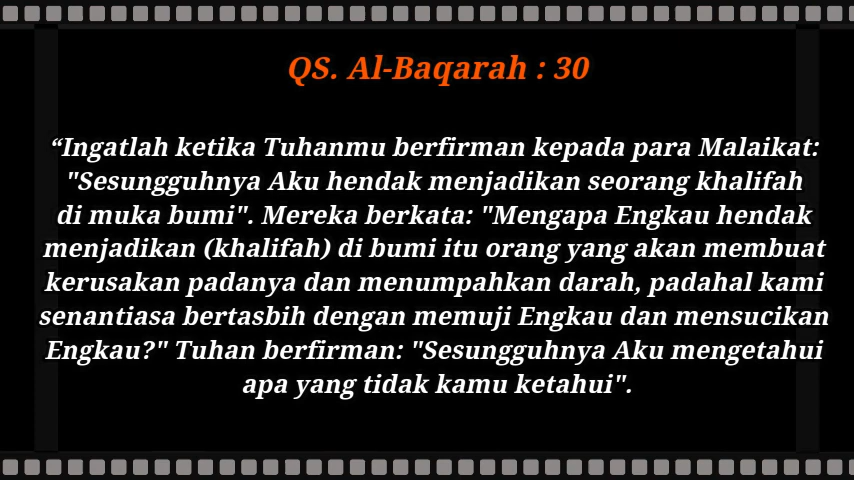 QS. Al-Baqarah : 30
“Ingatlah ketika Tuhanmu berfirman kepada para Malaikat:
"Sesungguhnya Aku hendak menjadikan seorang khalifah
di muka bumi". Mereka berkata: "Mengapa Engkau hendak
menjadikan (khalifah) di bumi itu orang yang akan membuat
kerusakan padanya dan menumpahkan darah, padahal kami
senantiasa bertasbih dengan memuji Engkau dan mensucikan
Engkau?" Tuhan berfirman: "Sesungguhnya Aku mengetahui
apa yang tidak kamu ketahui".